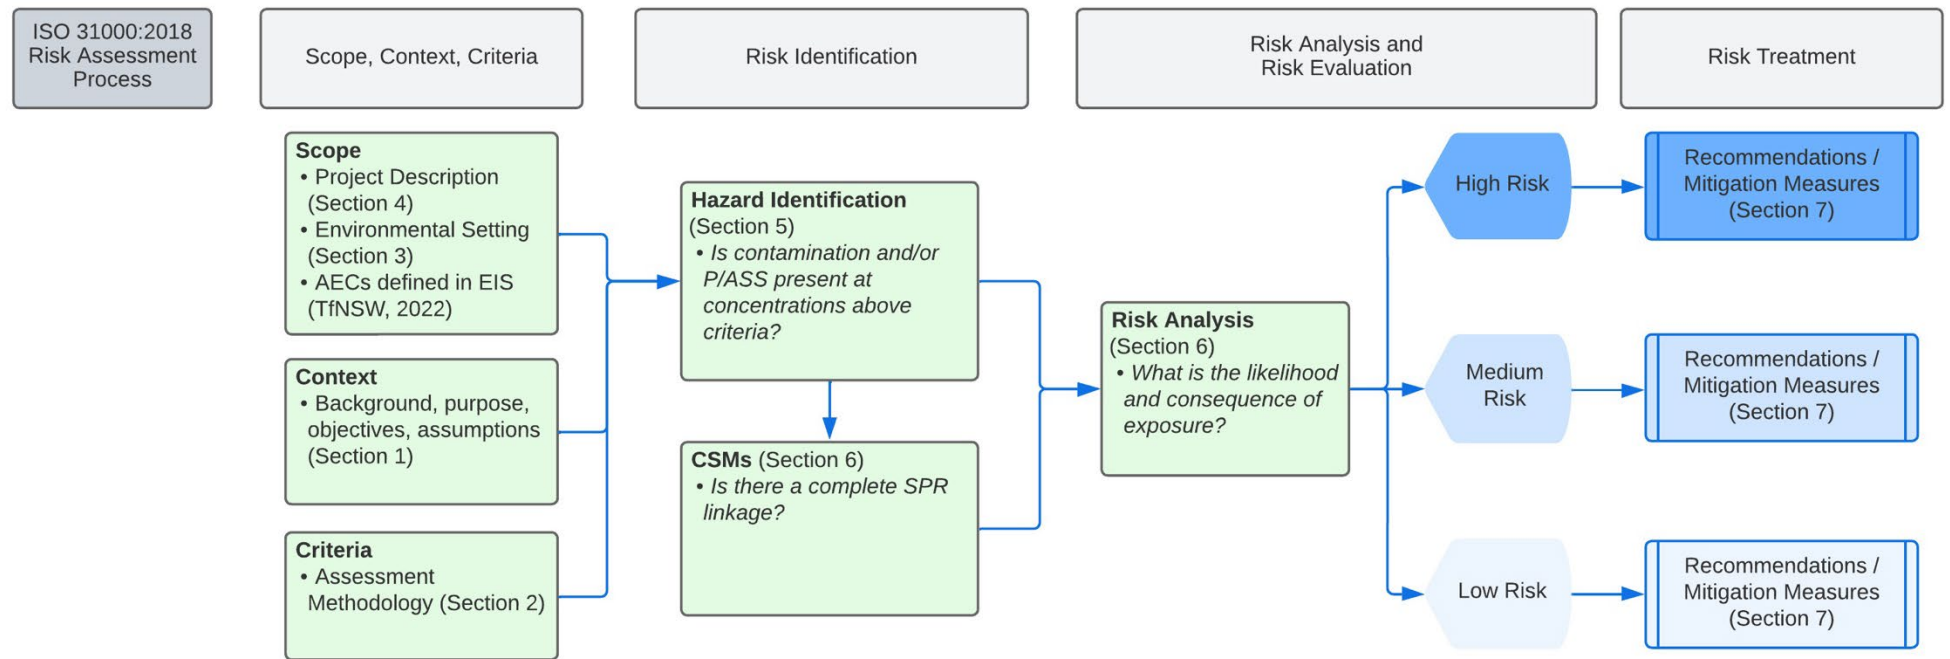 ISO 31000:2018
Risk Assessment
Process
Scope, Context, Criteria
Risk Identification
Risk Analysis and
Risk Evaluation
Risk Treatment
Scope
• Project Description
(Section 4)
• Environmental Setting
(Section 3)
• AECs defined in EIS
(TfNSW, 2022)
Context
• Background, purpose,
objectives, assumptions
(Section 1)
Criteria
• Assessment
Methodology (Section 2)
Hazard Identification
(Section 5)
• Is contamination and/or
P/ASS present at
concentrations above
criteria?
CSMs (Section 6)
• Is there a complete SPR
linkage?
Risk Analysis
(Section 6)
• What is the likelihood
and consequence of
exposure?
High Risk
Recommendations /
Mitigation Measures
(Section 7)
Medium
Risk
Recommendations /
Mitigation Measures
(Section 7)
Low Risk
Recommendations /
Mitigation Measures
(Section 7)